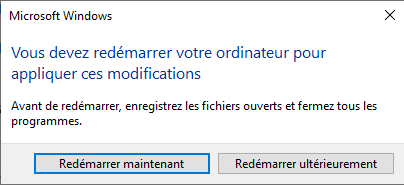 Microsoft Windows
Vous devez redémarrer votre ordinateur pour
appliquer ces modifications
Avant de redémarrer, enregistrez les fichiers ouverts et fermez tous les
programmes.
Redémarrer maintenant
Redémarrer ultérieurement